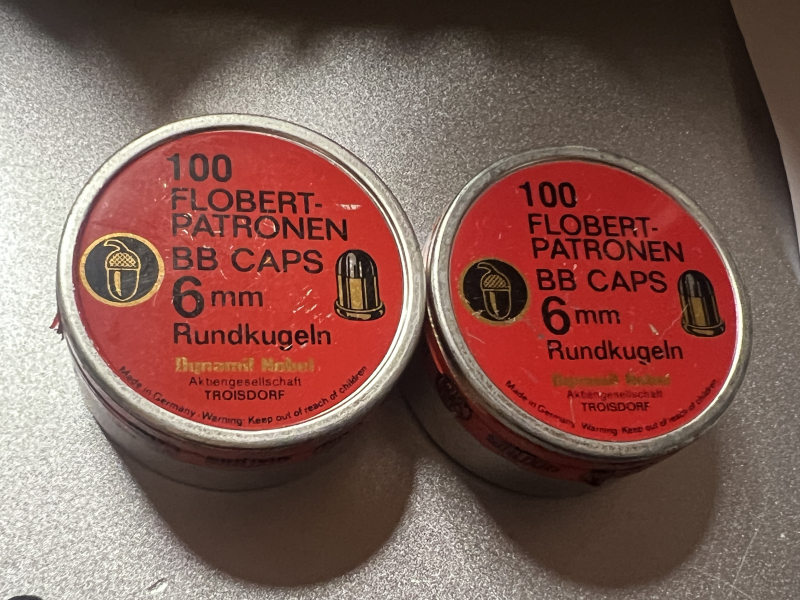 100
FLOBERT-
PATRONEN
BB CAPS
6 mm
Rundkugeln
Dynamit Nobel
Aktiengesellschaft
TROISDORF
Made in Germany · Warning: Keep out of reach of children
100
FLOBERT-
PATRONEN
BB CAPS
6 mm
Rundkugeln
Dynamit Nobel
Aktiengesellschaft
TROISDORF
Made in Germany · Warning: Keep out of reach of children